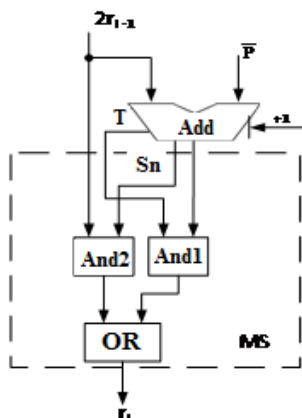 2r_{i-1}
P̅
T
Add
+1
Sn
And2
And1
OR
MS
r_i